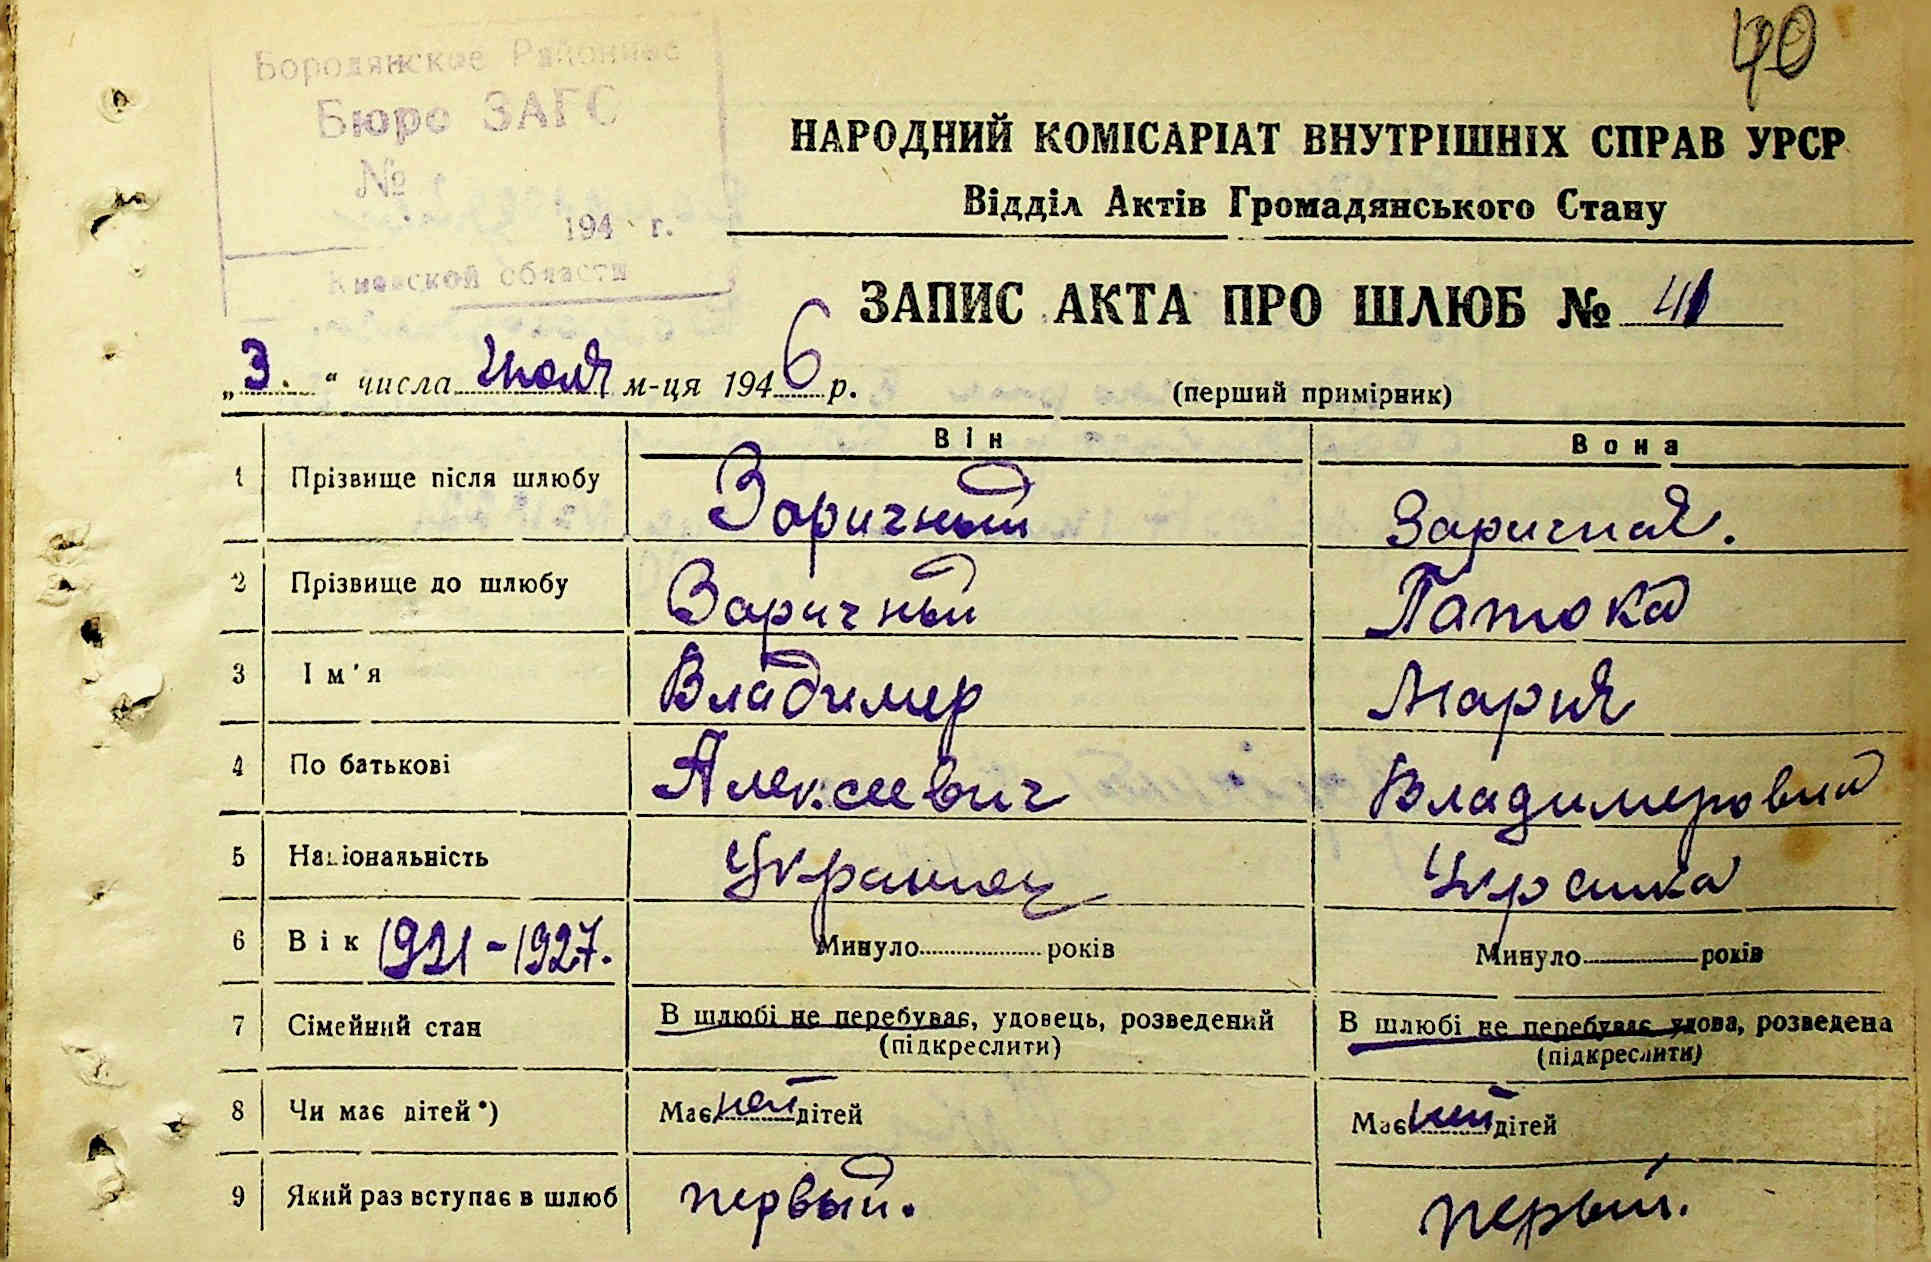 40
Бородянское Районное
Бюро ЗАГС
№
194 г.
Киевской области
НАРОДНИЙ КОМІСАРІАТ ВНУТРІШНІХ СПРАВ УРСР
Відділ Актів Громадянського Стану
ЗАПИС АКТА ПРО ШЛЮБ № 41
„3.“ числа Июля м-ця 1946 р. (перший примірник)
Він Вона
1 Прізвище після шлюбу Заричный Заричная.
2 Прізвище до шлюбу Заричный Патока
3 Ім'я Владимер Мария
4 По батькові Алексеевич Владимеровна
5 Національність Украинец Украинка
6 Вік 1921-1927. Минуло років Минуло років
7 Сімейний стан В шлюбі не перебуває, удовець, розведений В шлюбі не перебуває, удова, розведена
(підкреслити) (підкреслити)
8 Чи має дітей*) Має нет дітей Має нет дітей
9 Який раз вступає в шлюб первый. первый.